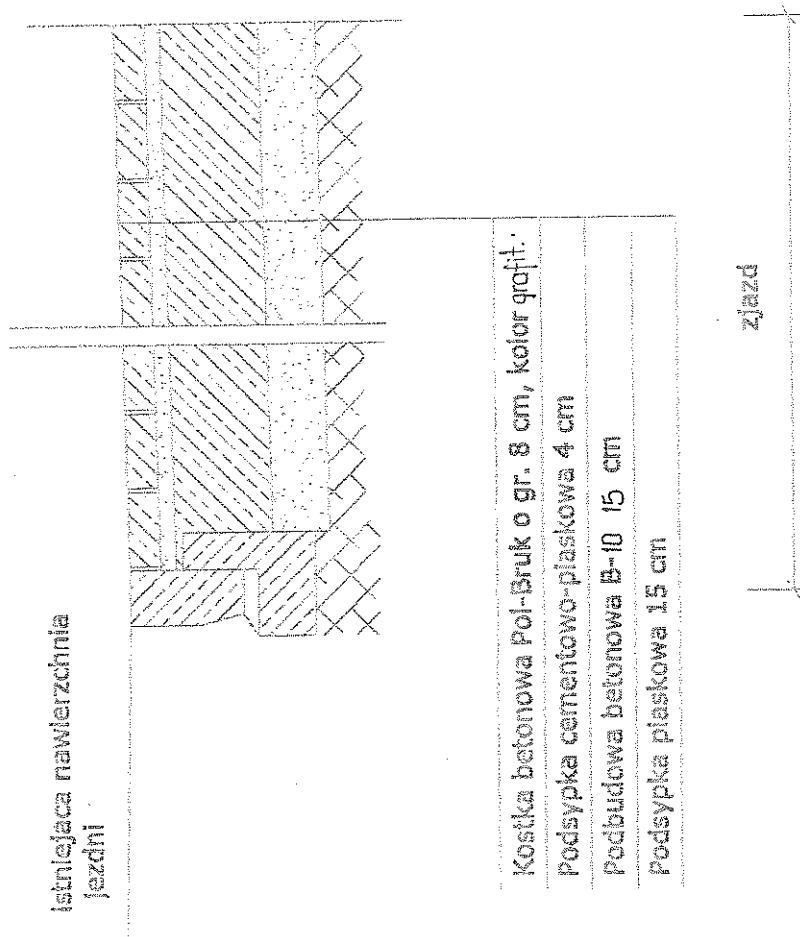 Istniejaca nawierzchnia
jezdni
Kostka betonowa Pol-Bruk o gr. 8 cm, kolor grafit.
Podsypka cementowo-piaskowa 4 cm
Podbudowa betonowa B-10 15 cm
Podsypka piaskowa 15 cm
zjazd